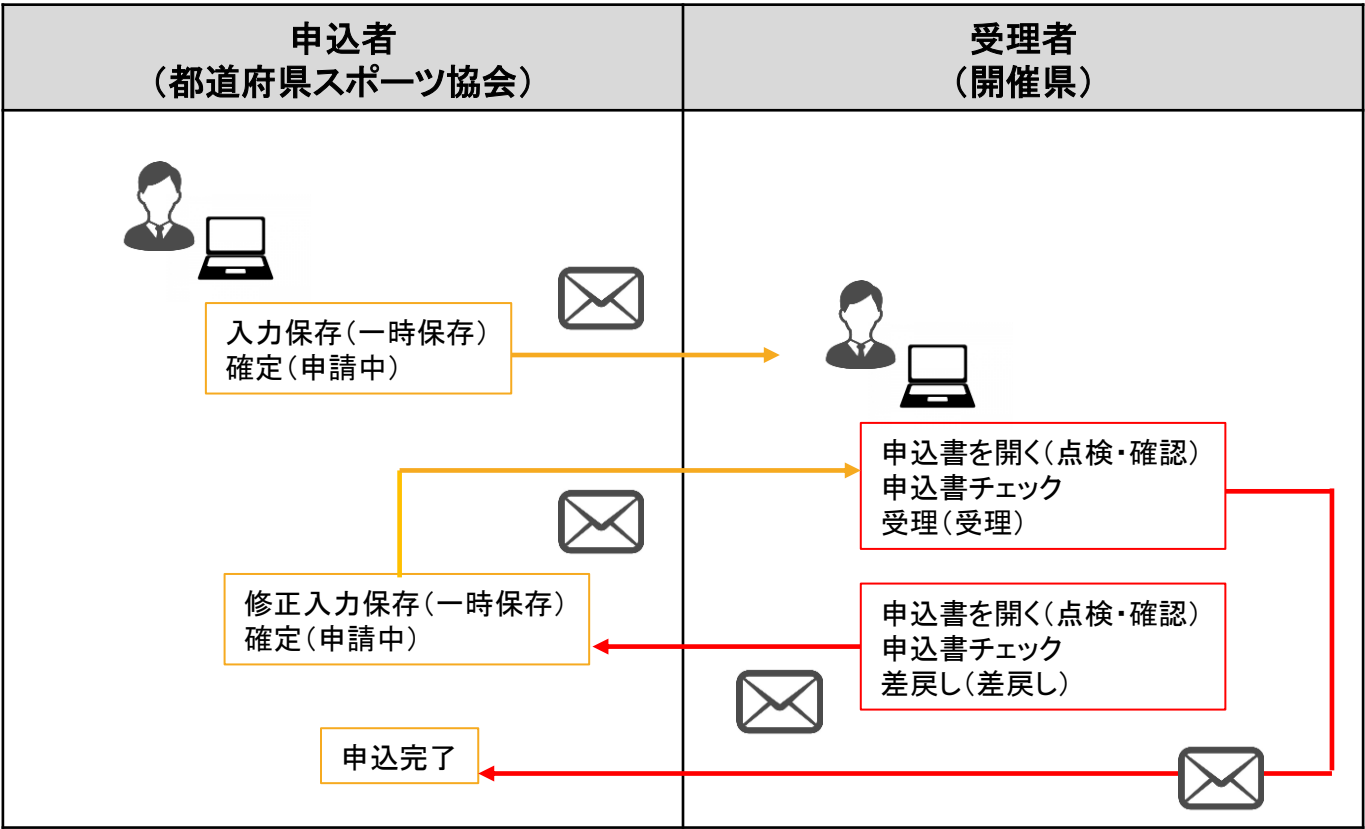 申込者
（都道府県スポーツ協会）
受理者
（開催県）
入力保存（一時保存）
確定（申請中）
申込書を開く（点検・確認）
申込書チェック
受理（受理）
修正入力保存（一時保存）
確定（申請中）
申込書を開く（点検・確認）
申込書チェック
差戻し（差戻し）
申込完了